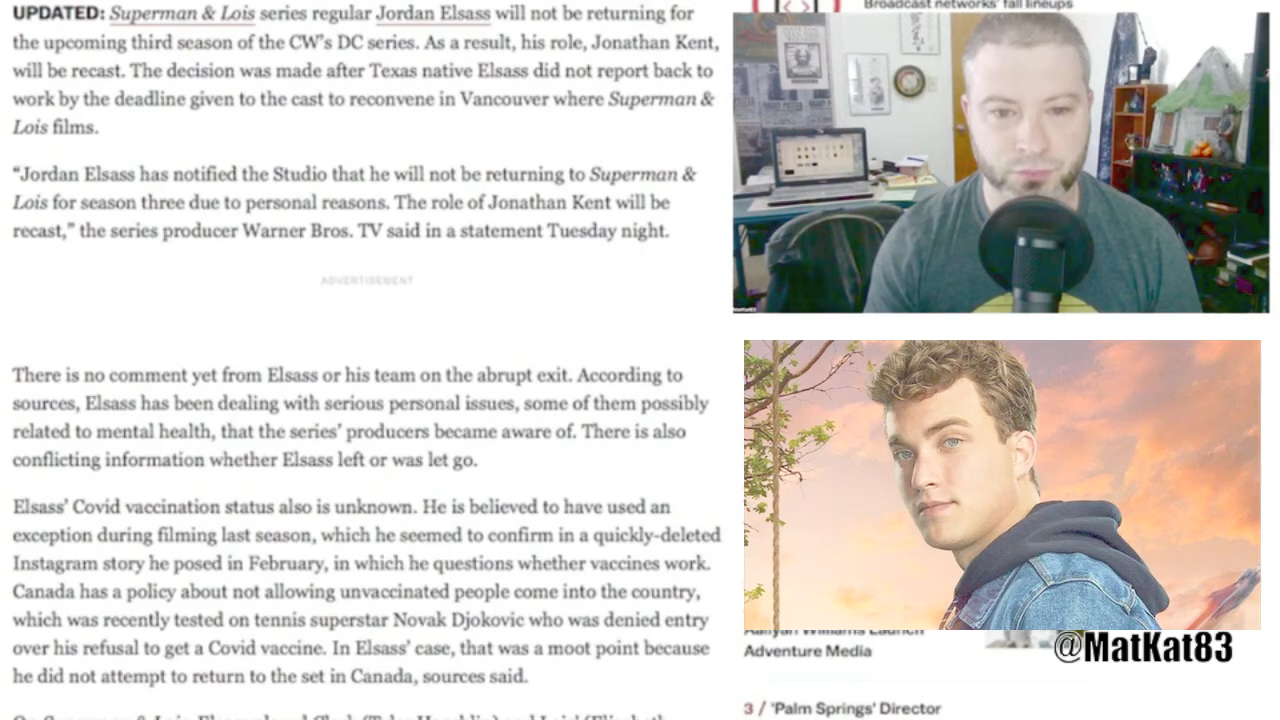 UPDATED: Superman & Lois series regular Jordan Elsass will not be returning for
the upcoming third season of the CW's DC series. As a result, his role, Jonathan Kent,
will be recast. The decision was made after Texas native Elsass did not report back to
work by the deadline given to the cast to reconvene in Vancouver where Superman &
Lois films.
“Jordan Elsass has notified the Studio that he will not be returning to Superman &
Lois for season three due to personal reasons. The role of Jonathan Kent will be
recast,” the series producer Warner Bros. TV said in a statement Tuesday night.
ADVERTISEMENT
There is no comment yet from Elsass or his team on the abrupt exit. According to
sources, Elsass has been dealing with serious personal issues, some of them possibly
related to mental health, that the series' producers became aware of. There is also
conflicting information whether Elsass left or was let go.
Elsass' Covid vaccination status also is unknown. He is believed to have used an
exception during filming last season, which he seemed to confirm in a quickly-deleted
Instagram story he posed in February, in which he questions whether vaccines work.
Canada has a policy about not allowing unvaccinated people come into the country,
which was recently tested on tennis superstar Novak Djokovic who was denied entry
over his refusal to get a Covid vaccine. In Elsass' case, that was a moot point because
he did not attempt to return to the set in Canada, sources said.
Broadcast networks' fall lineups
MatKat83
Aaliyah Williams Launch
Adventure Media
@MatKat83
3 / 'Palm Springs' Director